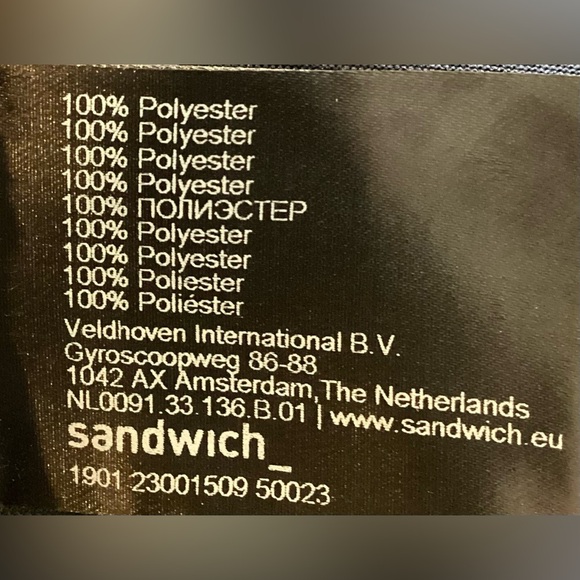 100% Polyester
100% Polyester
100% Polyester
100% Polyester
100% ПОЛИЭСТЕР
100% Polyester
100% Polyester
100% Poliester
100% Poliéster
Veldhoven International B.V.
Gyroscoopweg 86-88
1042 AX Amsterdam, The Netherlands
NL0091.33.136.B.01 | www.sandwich.eu
sandwich_
1901 23001509 50023